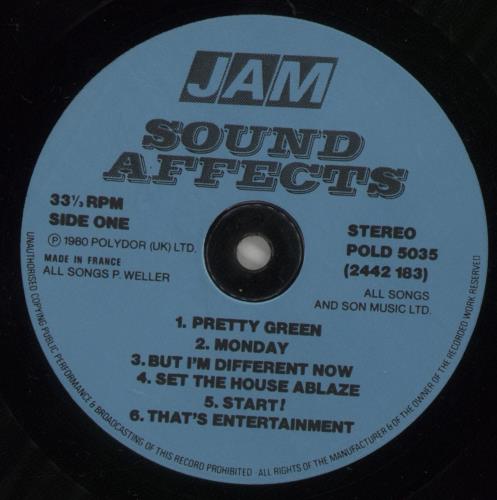 JAM
SOUND
AFFECTS
33⅓ RPM
SIDE ONE
Ⓟ 1980 POLYDOR (UK) LTD.
MADE IN FRANCE
ALL SONGS P. WELLER
STEREO
POLD 5035
(2442 183)
ALL SONGS
AND SON MUSIC LTD.
1. PRETTY GREEN
2. MONDAY
3. BUT I'M DIFFERENT NOW
4. SET THE HOUSE ABLAZE
5. START!
6. THAT'S ENTERTAINMENT
UNAUTHORISED COPYING PUBLIC PERFORMANCE & BROADCASTING OF THIS RECORD PROHIBITED · ALL RIGHTS OF THE MANUFACTURER & OF THE OWNER OF THE RECORDED WORK RESERVED